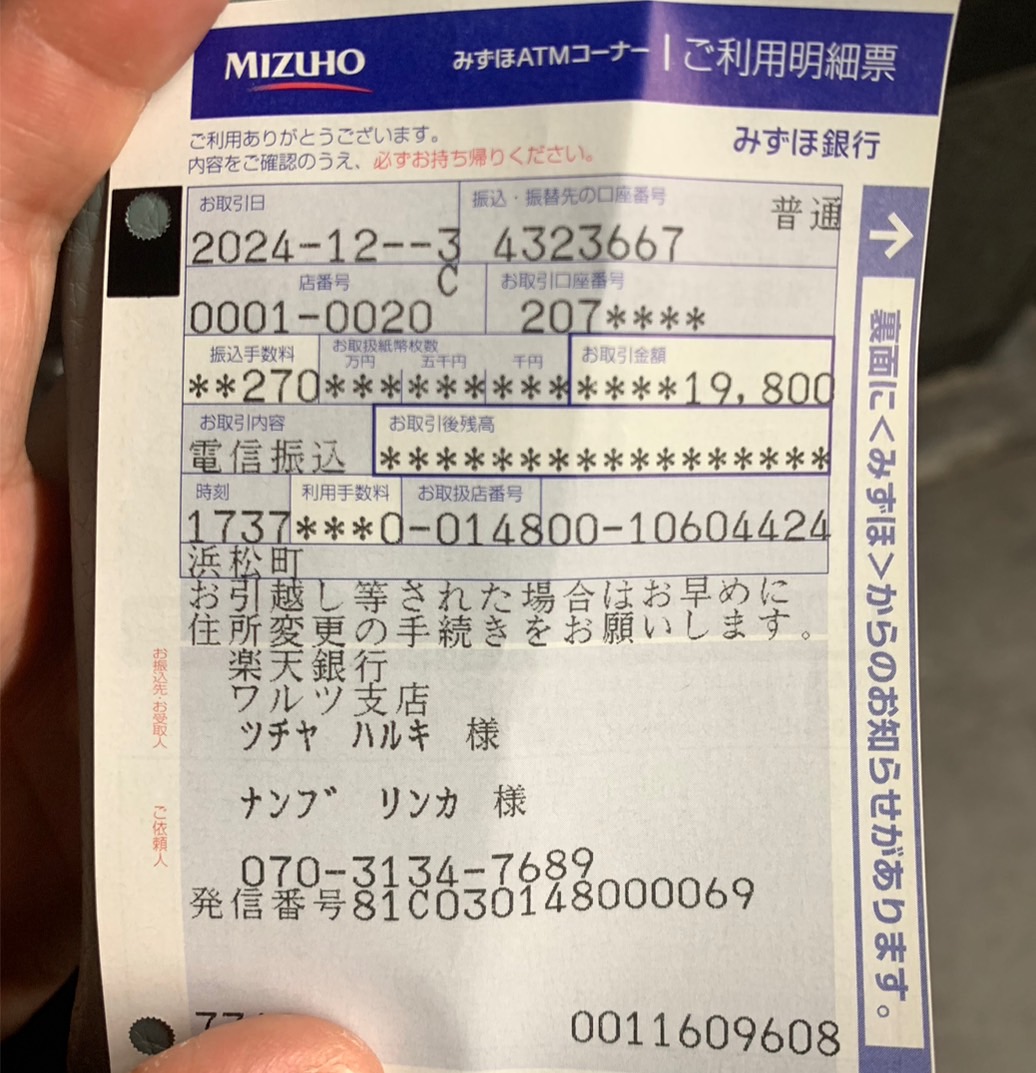 MIZUHO みずほATMコーナー | ご利用明細票
ご利用ありがとうございます。
内容をご確認のうえ、必ずお持ち帰りください。
みずほ銀行
お取引日 振込・振替先の口座番号 普通
2024-12--3 4323667
店番号 C お取引口座番号
0001-0020 207****
振込手数料 お取扱紙幣枚数 万円 五千円 千円 お取引金額
**270*************19,800
お取引内容 お取引後残高
電信振込 ****************
時刻 利用手数料 お取扱店番号
1737***0-014800-10604424
浜松町
お引越し等された場合はお早めに
住所変更の手続きをお願いします。
お振込先・お受取人
楽天銀行
ワルツ支店
ツチヤ ハルキ 様
ご依頼人
ナンブ リンカ 様
070-3134-7689
発信番号81C030148000069
0011609608
↑裏面に<みずほ>からのお知らせがあります。